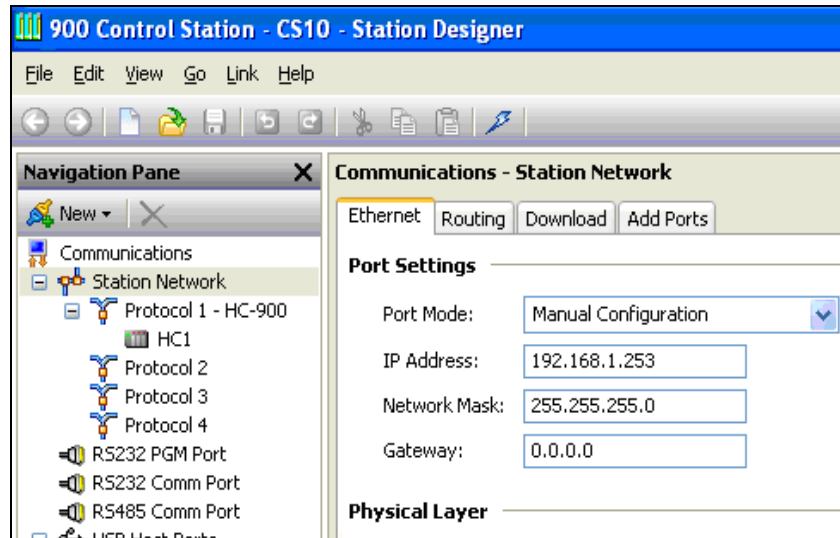 900 Control Station - CS10 - Station Designer
File Edit View Go Link Help
Navigation Pane
New
Communications
Station Network
Protocol 1 - HC-900
HC1
Protocol 2
Protocol 3
Protocol 4
RS232 PGM Port
RS232 Comm Port
RS485 Comm Port
USB Host Ports
Communications - Station Network
Ethernet Routing Download Add Ports
Port Settings
Port Mode: Manual Configuration
IP Address: 192.168.1.253
Network Mask: 255.255.255.0
Gateway: 0.0.0.0
Physical Layer